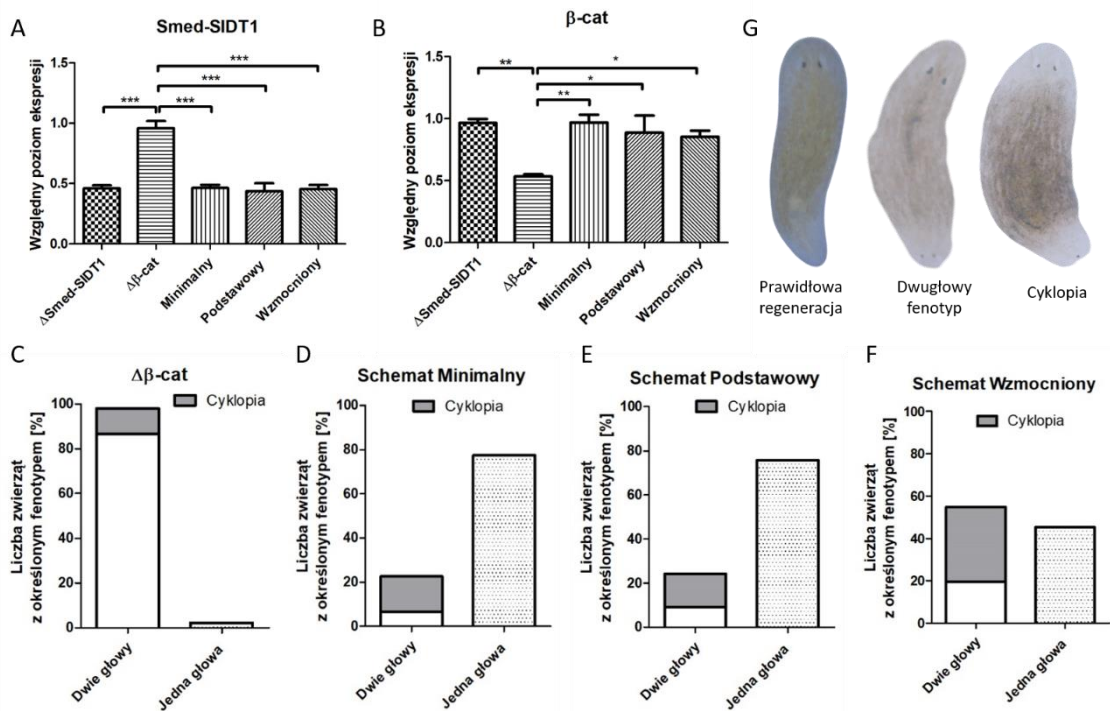 A
Smed-SIDT1
Względny poziom ekspresji
1.5
1.0
0.5
0.0
***
***
***
***
ΔSmed-SIDT1
Δβ-cat
Minimalny
Podstawowy
Wzmocniony
B
β-cat
Względny poziom ekspresji
1.5
1.0
0.5
0.0
**
*
*
**
ΔSmed-SIDT1
Δβ-cat
Minimalny
Podstawowy
Wzmocniony
G
Prawidłowa
regeneracja
Dwugłowy
fenotyp
Cyklopia
C
Δβ-cat
Cyklopia
Liczba zwierząt
z określonym fenotypem [%]
100
80
60
40
20
0
Dwie głowy
Jedna głowa
D
Schemat Minimalny
Cyklopia
Liczba zwierząt
z określonym fenotypem [%]
100
80
60
40
20
0
Dwie głowy
Jedna głowa
E
Schemat Podstawowy
Cyklopia
Liczba zwierząt
z określonym fenotypem [%]
100
80
60
40
20
0
Dwie głowy
Jedna głowa
F
Schemat Wzmocniony
Cyklopia
Liczba zwierząt
z określonym fenotypem [%]
100
80
60
40
20
0
Dwie głowy
Jedna głowa